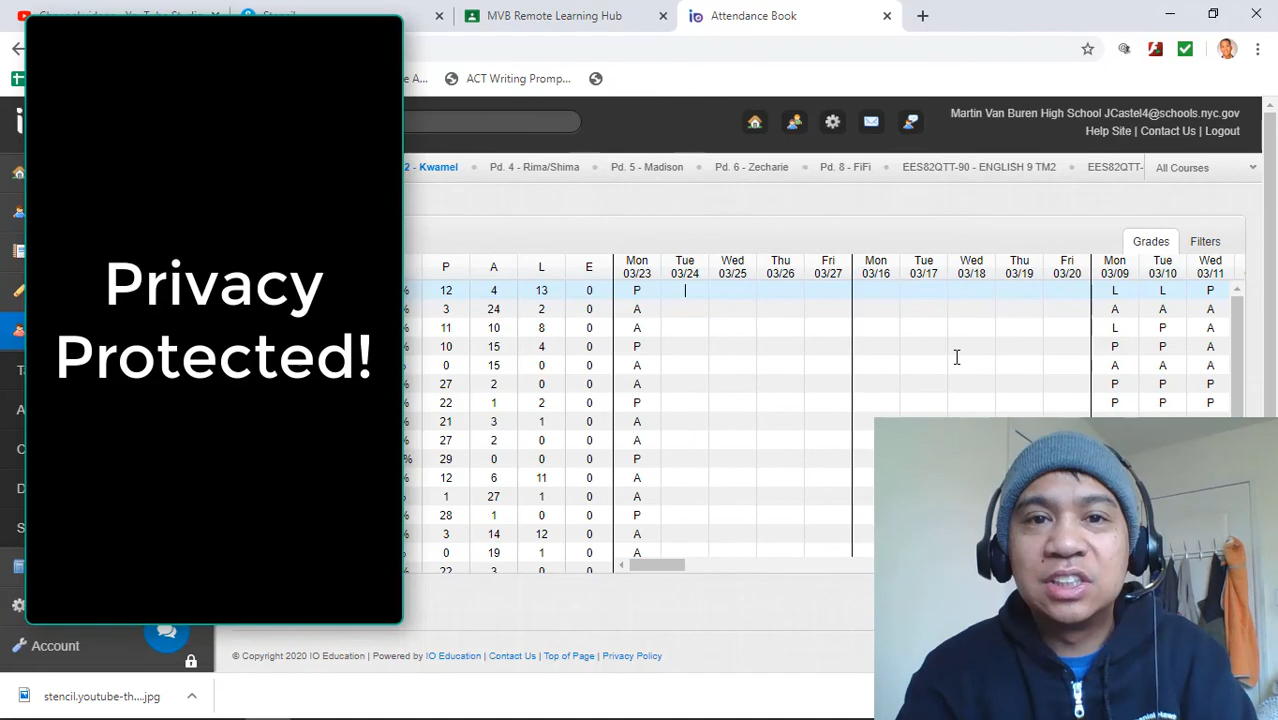 Stencil
MVB Remote Learning Hub
Attendance Book
ACT Writing Promp...
Martin Van Buren High School JCastel4@schools.nyc.gov
Help Site | Contact Us | Logout
2 - Kwamel Pd. 4 - Rima/Shima Pd. 5 - Madison Pd. 6 - Zecharie Pd. 8 - FiFi EES82QTT-90 - ENGLISH 9 TM2 EES82QTT- All Courses
Grades Filters
P A L E Mon Tue Wed Thu Fri Mon Tue Wed Thu Fri Mon Tue Wed
03/23 03/24 03/25 03/26 03/27 03/16 03/17 03/18 03/19 03/20 03/09 03/10 03/11
% 12 4 13 0 P L L P
% 3 24 2 0 A A A A
% 11 10 8 0 A L P A
% 10 15 4 0 P P P A
% 0 15 0 0 A A A A
% 27 2 0 0 A P P P
% 22 1 2 0 P P P P
% 21 3 1 0 A
% 27 2 0 0 A
% 29 0 0 0 P
% 12 6 11 0 A
1 27 1 0 A
% 28 1 0 0 P
% 3 14 12 0 A
0 19 1 0 A
% 22 3 0 0
Privacy
Protected!
Account
© Copyright 2020 IO Education | Powered by IO Education | Contact Us | Top of Page | Privacy Policy
stencil.youtube-th....jpg